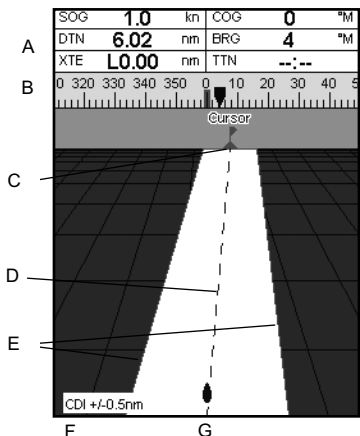 SOG 1.0 kn COG 0 °M
A DTN 6.02 nm BRG 4 °M
XTE L0.00 nm TTN --:--
B 0 320 330 340 350 0 10 20 30 40 5
Cursor
C
D
E
CDI +/-0.5nm
F G